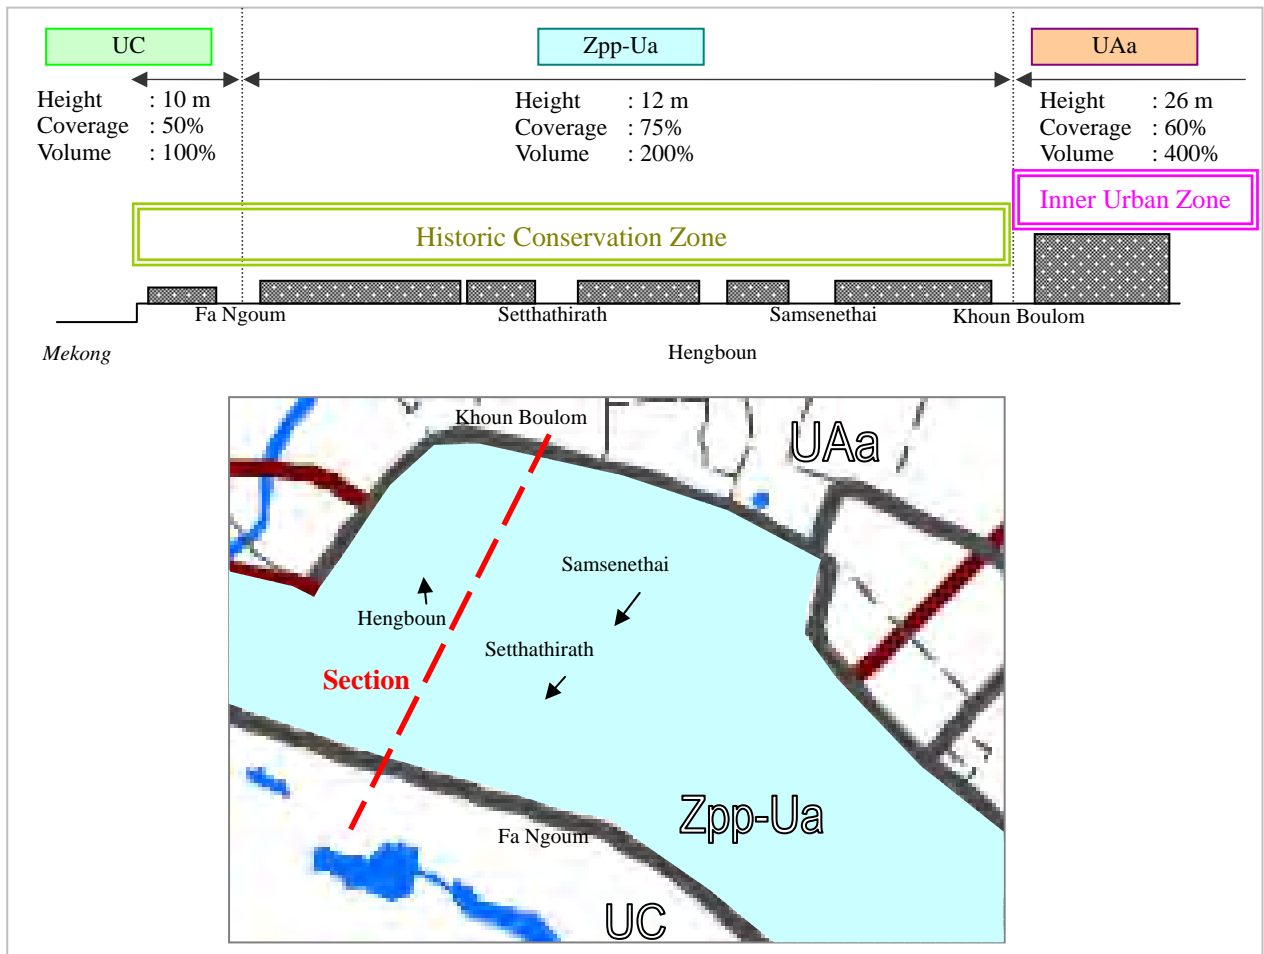 UC
Zpp-Ua
UAa
Height : 10 m
Coverage : 50%
Volume : 100%
Height : 12 m
Coverage : 75%
Volume : 200%
Height : 26 m
Coverage : 60%
Volume : 400%
Inner Urban Zone
Historic Conservation Zone
Fa Ngoum
Setthathirath
Samsenethai
Khoun Boulom
Mekong
Hengboun
Khoun Boulom
UAa
Samsenethai
Hengboun
Setthathirath
Section
Zpp-Ua
Fa Ngoum
UC